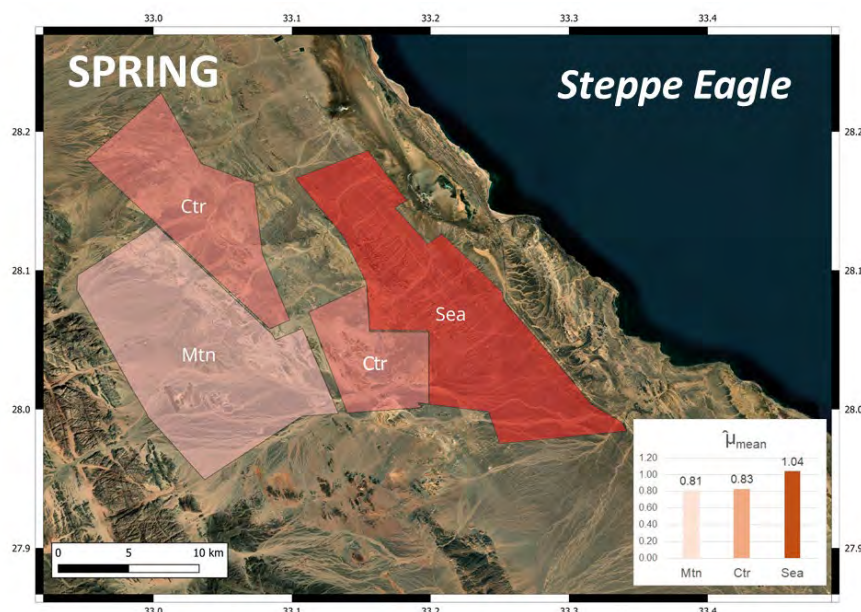 33.0 33.1 33.2 33.3 33.4
SPRING
Steppe Eagle
28.2 28.2
Ctr
28.1 28.1
Sea
Mtn
Ctr
28.0 28.0
μ̂mean
1.20
1.04
1.00
0.81 0.83
0.80
0.60
0.40
0.20
0.00
Mtn Ctr Sea
27.9 27.9
0 5 10 km
33.0 33.1 33.2 33.3 33.4